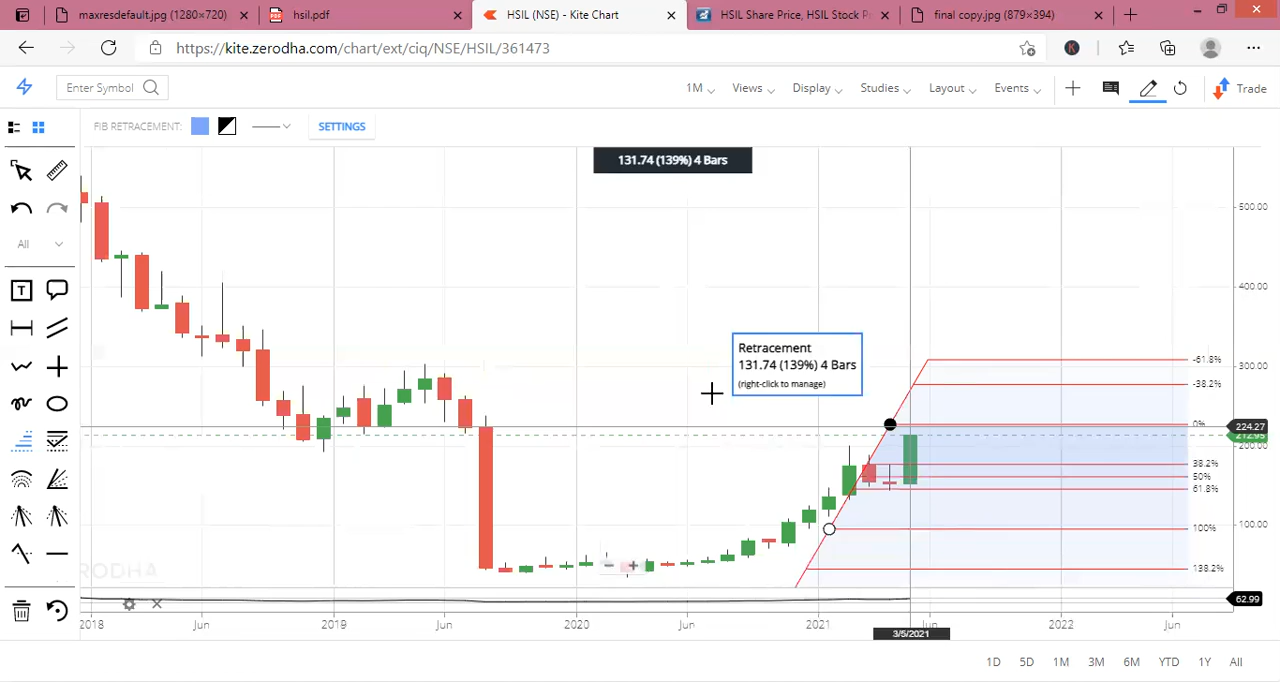 maxresdefault.jpg (1280×720)
hsil.pdf
HSIL (NSE) - Kite Chart
HSIL Share Price, HSIL Stock P
final copy.jpg (879×394)
https://kite.zerodha.com/chart/ext/ciq/NSE/HSIL/361473
Enter Symbol
1M
Views
Display
Studies
Layout
Events
Trade
FIB RETRACEMENT:
SETTINGS
131.74 (139%) 4 Bars
All
T
500.00
400.00
300.00
200.00
100.00
Retracement
131.74 (139%) 4 Bars
(right-click to manage)
-61.8%
-38.2%
0%
224.27
212.95
38.2%
50%
61.8%
100%
138.2%
RODHA
62.99
2018
Jun
2019
Jun
2020
Jun
2021
Jun
2022
Jun
3/5/2021
1D
5D
1M
3M
6M
YTD
1Y
All